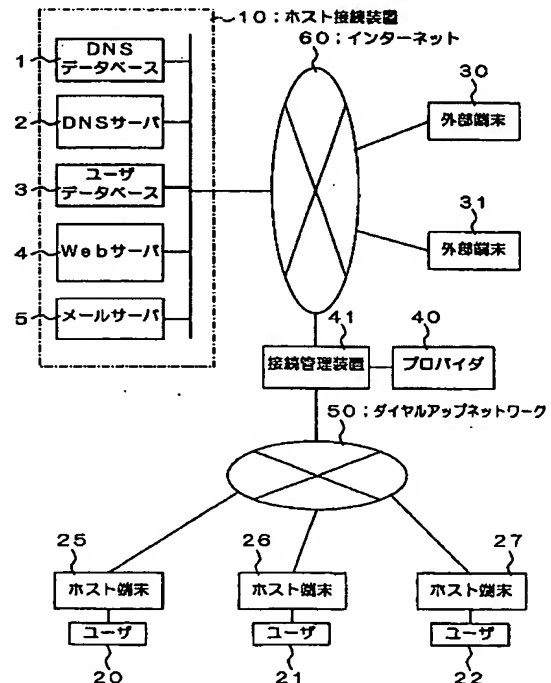 10；ホスト接続装置
60；インターネット
1
DNS
データベース
2
DNSサーバ
3
ユーザ
データベース
4
Webサーバ
5
メールサーバ
30
外部端末
31
外部端末
41
接続管理装置
40
プロバイダ
50；ダイヤルアップネットワーク
25
ホスト端末
ユーザ
20
26
ホスト端末
ユーザ
21
27
ホスト端末
ユーザ
22